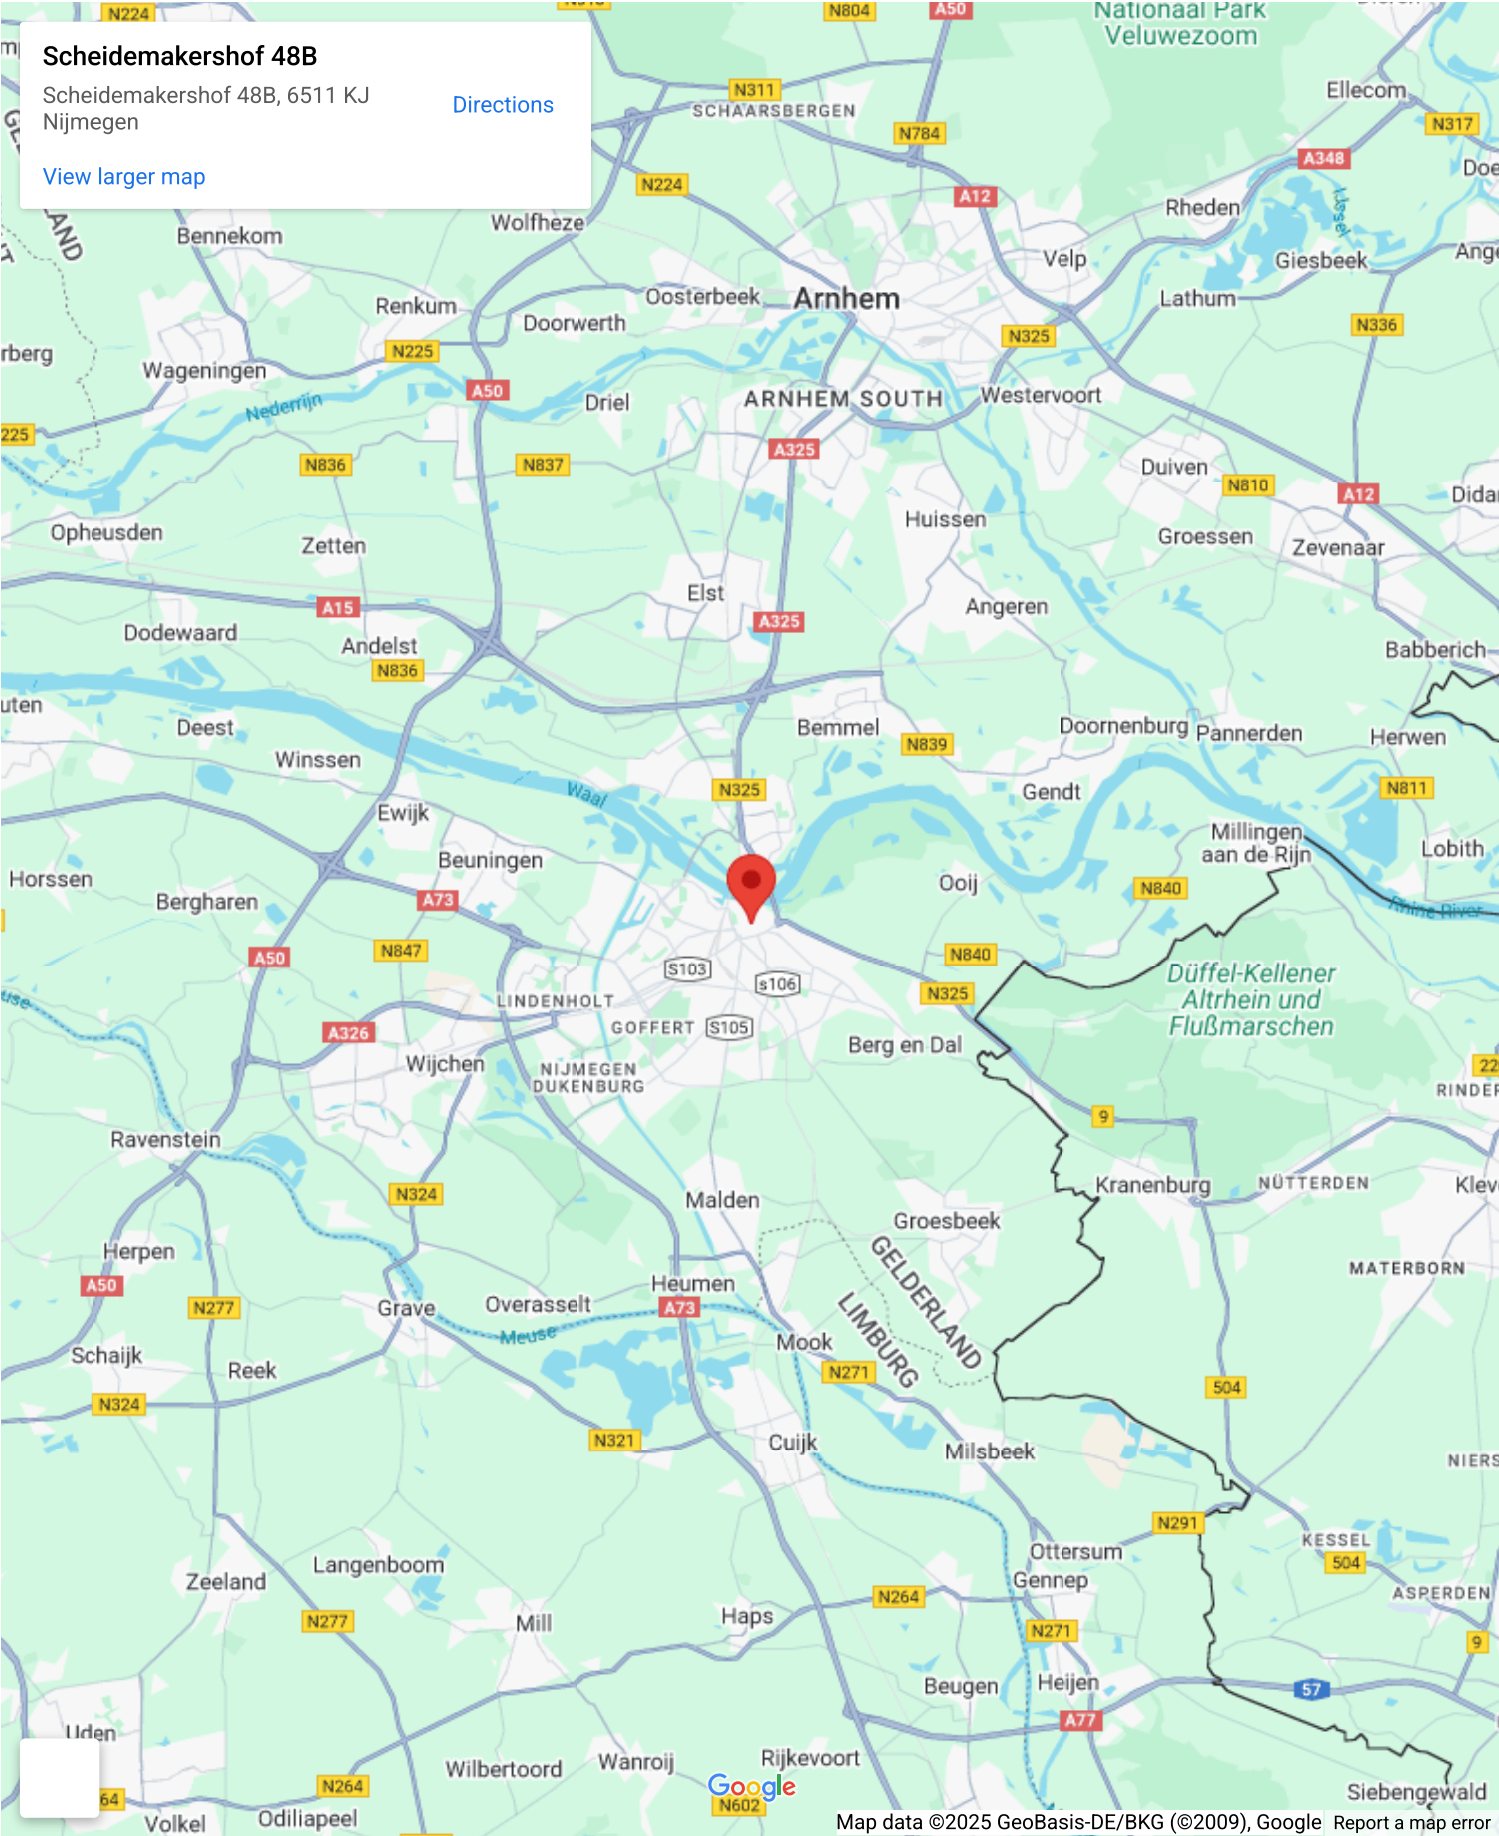 N224
N804
A50
Nationaal Park
Veluwezoom
Scheidemakershof 48B
Scheidemakershof 48B, 6511 KJ
Nijmegen
Directions
View larger map
N311
SCHAARSBERGEN
Ellecom
N784
N317
A348
N224
A12
Rheden
IJssel
Wolfheze
Bennekom
Velp
Giesbeek
Renkum
Oosterbeek
Arnhem
Lathum
Doorwerth
N325
N336
N225
Wageningen
A50
Nederrijn
Driel
ARNHEM SOUTH
Westervoort
225
A325
N836
N837
Duiven
N810
A12
Opheusden
Huissen
Zetten
Groessen
Zevenaar
Elst
Angeren
A15
A325
Dodewaard
Andelst
Babberich
N836
Deest
Bemmel
Doornenburg
Pannerden
Herwen
N839
Winssen
Waal
N325
Gendt
N811
Ewijk
Millingen
aan de Rijn
Lobith
Beuningen
Horssen
Ooij
N840
A73
Bergharen
Rhine River
N847
A50
N840
S103
S106
N325
Düffel-Kellener
Altrhein und
Flußmarschen
LINDENHOLT
GOFFERT
S105
A326
Berg en Dal
Wijchen
NIJMEGEN
DUKENBURG
9
Ravenstein
N324
Malden
Kranenburg
NÜTTERDEN
Groesbeek
Herpen
GELDERLAND
LIMBURG
MATERBORN
A50
N277
Heumen
Grave
Overasselt
A73
Meuse
Mook
Schaijk
Reek
N271
N324
504
N321
Cuijk
Milsbeek
N291
KESSEL
Ottersum
504
Langenboom
Zeeland
Gennep
ASPERDEN
N264
N277
Mill
Haps
N271
9
Beugen
Heijen
57
A77
Uden
Wilbertoord
Wanroij
Rijkevoort
N264
Google
Siebengewald
64
N602
Volkel
Odiliapeel
Map data ©2025 GeoBasis-DE/BKG (©2009), Google
Report a map error